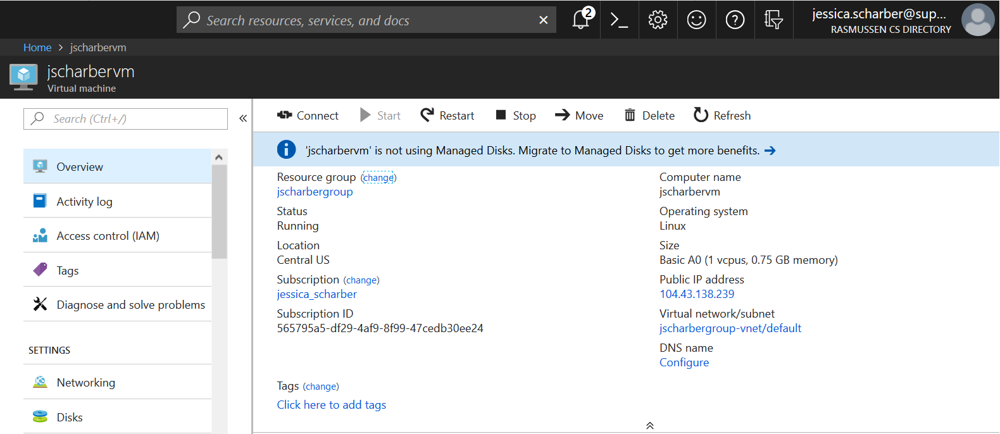 Search resources, services, and docs
2
jessica.scharber@sup...
RASMUSSEN CS DIRECTORY
Home > jscharbervm
jscharbervm
Virtual machine
Search (Ctrl+/)
Overview
Activity log
Access control (IAM)
Tags
Diagnose and solve problems
SETTINGS
Networking
Disks
Connect Start Restart Stop Move Delete Refresh
'jscharbervm' is not using Managed Disks. Migrate to Managed Disks to get more benefits.
Resource group (change)
jscharbergroup
Status
Running
Location
Central US
Subscription (change)
jessica_scharber
Subscription ID
565795a5-df29-4af9-8f99-47cedb30ee24
Computer name
jscharbervm
Operating system
Linux
Size
Basic A0 (1 vcpus, 0.75 GB memory)
Public IP address
104.43.138.239
Virtual network/subnet
jscharbergroup-vnet/default
DNS name
Configure
Tags (change)
Click here to add tags